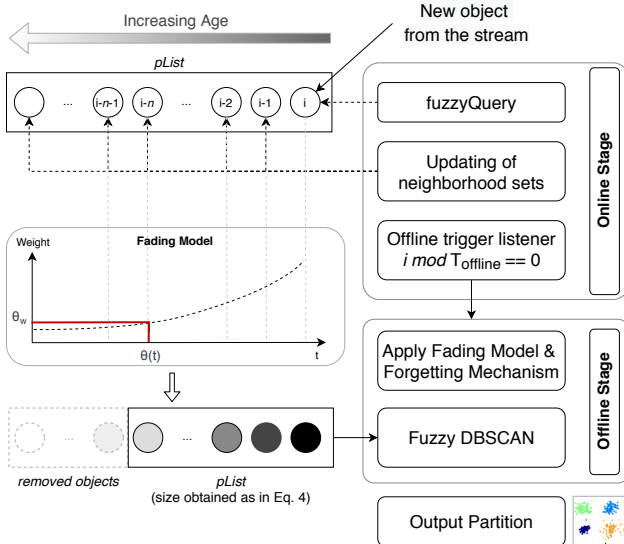 Increasing Age
New object
from the stream
pList
... i-n-1 i-n ... i-2 i-1 i
fuzzyQuery
Updating of
neighborhood sets
Offline trigger listener
i mod Toffline == 0
Online Stage
Weight
Fading Model
θw
θ(t)
t
Apply Fading Model &
Forgetting Mechanism
Fuzzy DBSCAN
Offline Stage
... ...
removed objects
pList
(size obtained as in Eq. 4)
Output Partition